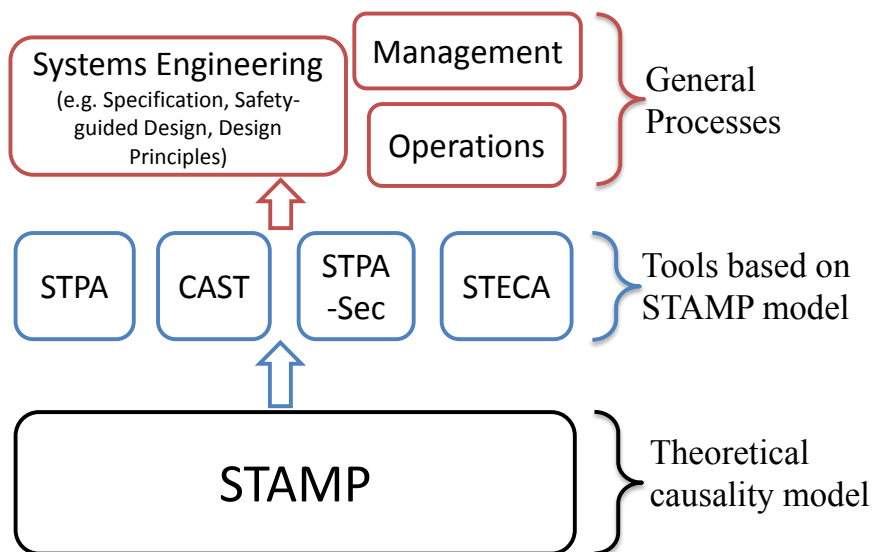 Systems Engineering
(e.g. Specification, Safety-
guided Design, Design
Principles)
Management
Operations
General
Processes
STPA
CAST
STPA
-Sec
STECA
Tools based on
STAMP model
STAMP
Theoretical
causality model